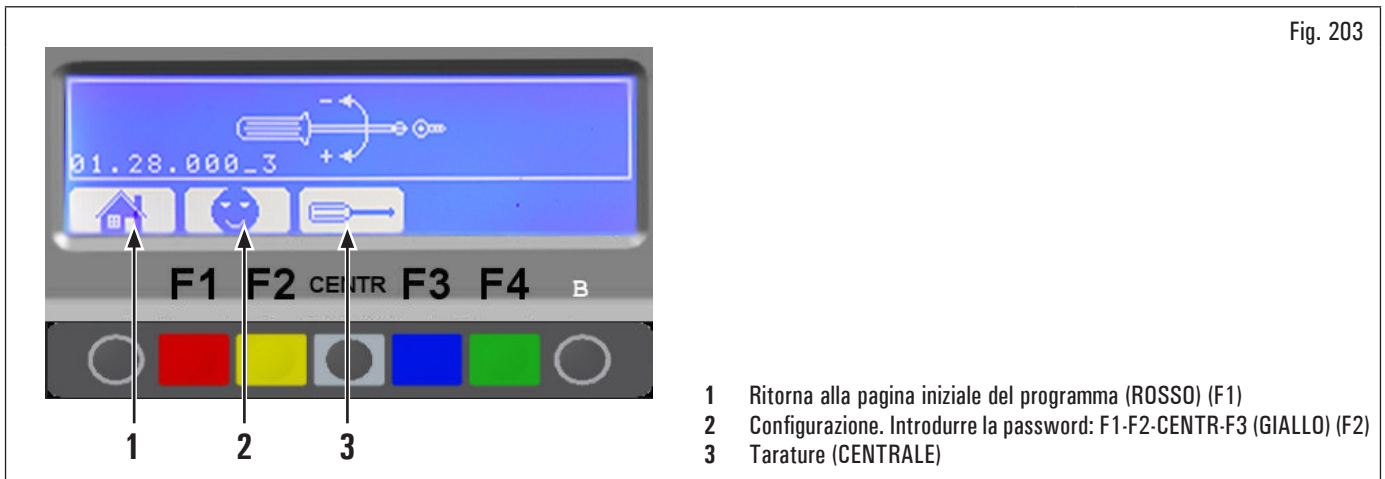 Fig. 203
- 
+
01.28.000_3
F1 F2 CENTR F3 F4 B
1 2 3
1 Ritorna alla pagina iniziale del programma (ROSSO) (F1)
2 Configurazione. Introdurre la password: F1-F2-CENTR-F3 (GIALLO) (F2)
3 Tarature (CENTRALE)